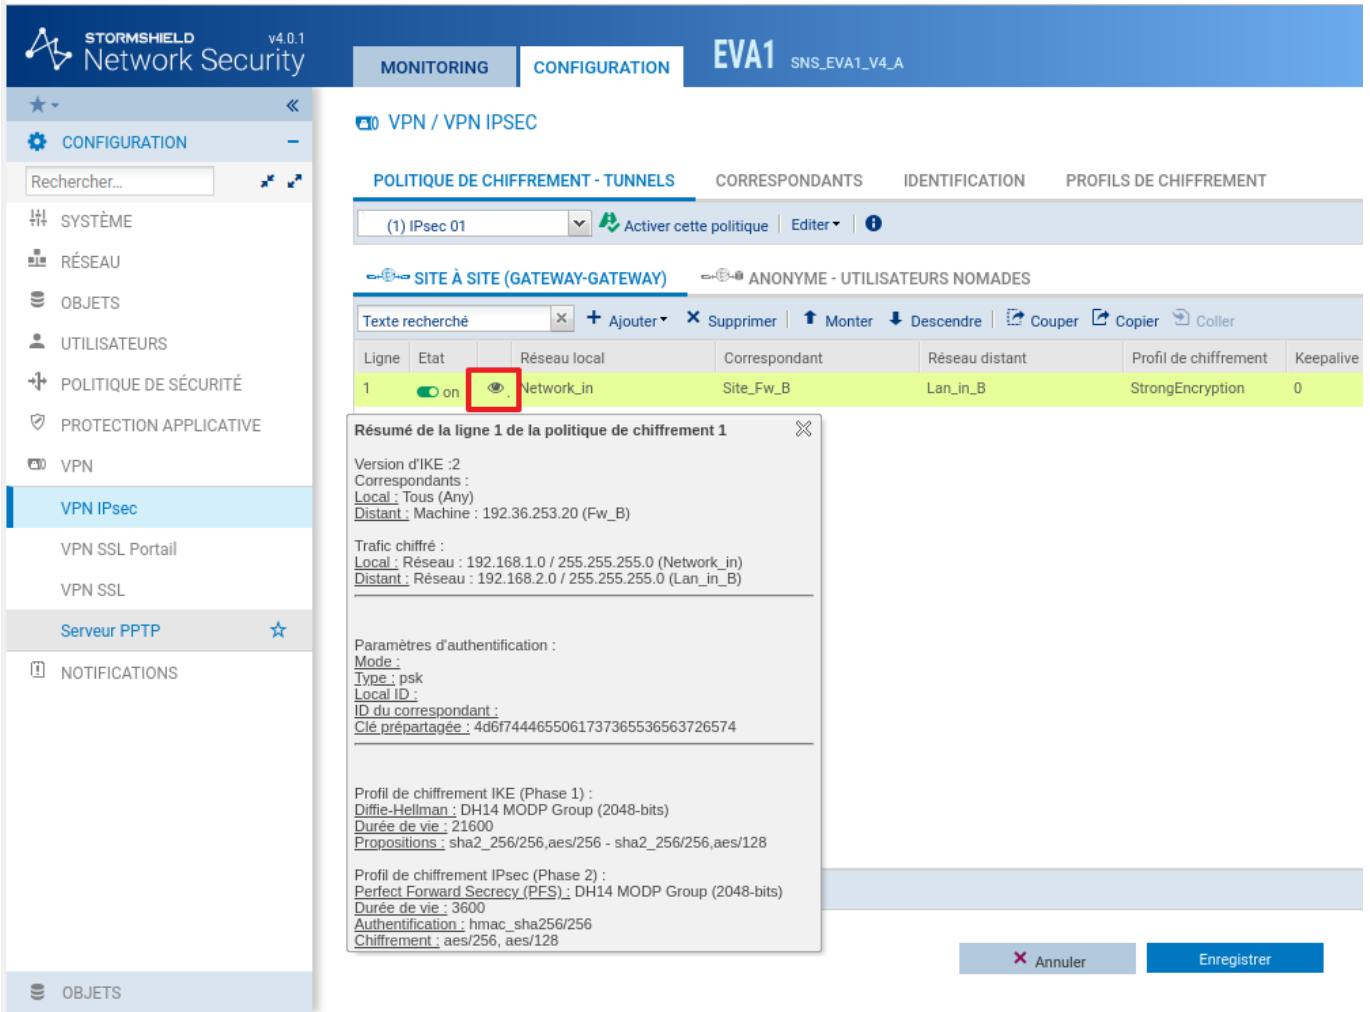 STORMSHIELD v4.0.1
Network Security
MONITORING
CONFIGURATION
EVA1 SNS_EVA1_V4_A
CONFIGURATION
Rechercher...
SYSTÈME
RÉSEAU
OBJETS
UTILISATEURS
POLITIQUE DE SÉCURITÉ
PROTECTION APPLICATIVE
VPN
VPN IPsec
VPN SSL Portail
VPN SSL
Serveur PPTP
NOTIFICATIONS
OBJETS
VPN / VPN IPSEC
POLITIQUE DE CHIFFREMENT - TUNNELS CORRESPONDANTS IDENTIFICATION PROFILS DE CHIFFREMENT
(1) IPsec 01 Activer cette politique Editer
SITE À SITE (GATEWAY-GATEWAY) ANONYME - UTILISATEURS NOMADES
Texte recherché Ajouter Supprimer Monter Descendre Couper Copier Coller
Ligne Etat Réseau local Correspondant Réseau distant Profil de chiffrement Keepalive
1 on Network_in Site_Fw_B Lan_in_B StrongEncryption 0
Résumé de la ligne 1 de la politique de chiffrement 1
Version d'IKE :2
Correspondants :
Local : Tous (Any)
Distant : Machine : 192.36.253.20 (Fw_B)
Trafic chiffré :
Local : Réseau : 192.168.1.0 / 255.255.255.0 (Network_in)
Distant : Réseau : 192.168.2.0 / 255.255.255.0 (Lan_in_B)
Paramètres d'authentification :
Mode :
Type : psk
Local ID :
ID du correspondant :
Clé prépartagée : 4d6f74446550617373655365637265​74
Profil de chiffrement IKE (Phase 1) :
Diffie-Hellman : DH14 MODP Group (2048-bits)
Durée de vie : 21600
Propositions : sha2_256/256,aes/256 - sha2_256/256,aes/128
Profil de chiffrement IPsec (Phase 2) :
Perfect Forward Secrecy (PFS) : DH14 MODP Group (2048-bits)
Durée de vie : 3600
Authentification : hmac_sha256/256
Chiffrement : aes/256, aes/128
Annuler
Enregistrer